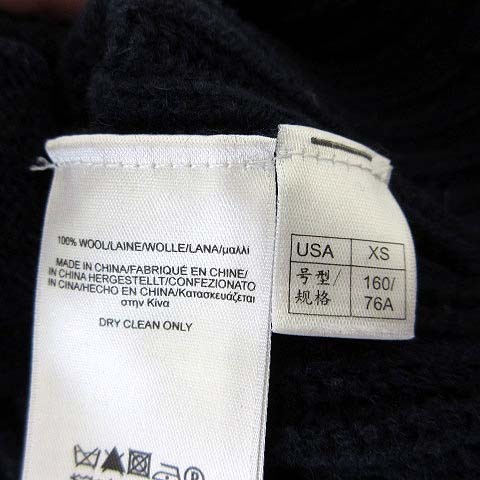 100% WOOL/LAINE/WOLLE/LANA/μαλλί
MADE IN CHINA/FABRIQUÉ EN CHINE/
IN CHINA HERGESTELLT/CONFEZIONATO
IN CINA/HECHO EN CHINA/Κατασκευάζεται
στην Κίνα
DRY CLEAN ONLY
USA XS
号型/ 160/
规格 76A